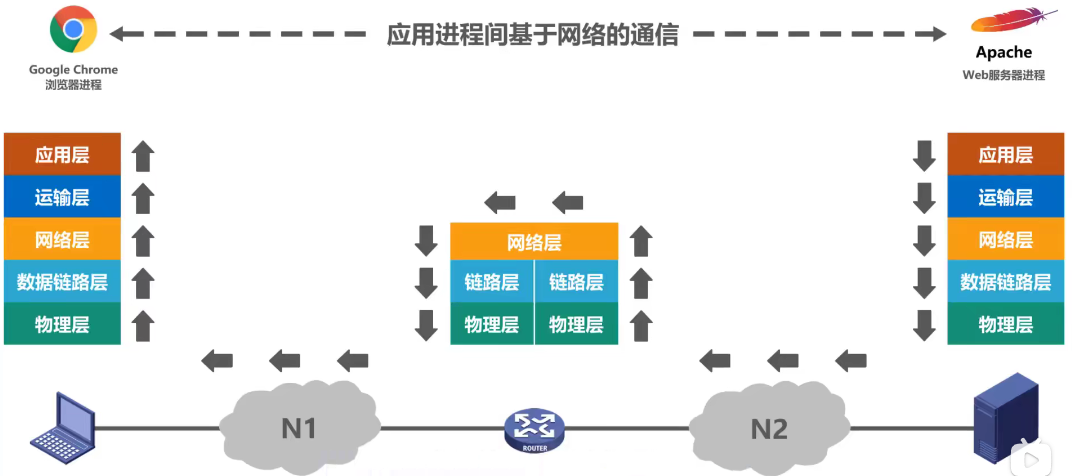 应用进程间基于网络的通信
Google Chrome
浏览器进程
Apache
Web服务器进程
应用层
运输层
网络层
数据链路层
物理层
网络层
链路层 链路层
物理层 物理层
应用层
运输层
网络层
数据链路层
物理层
N1
ROUTER
N2